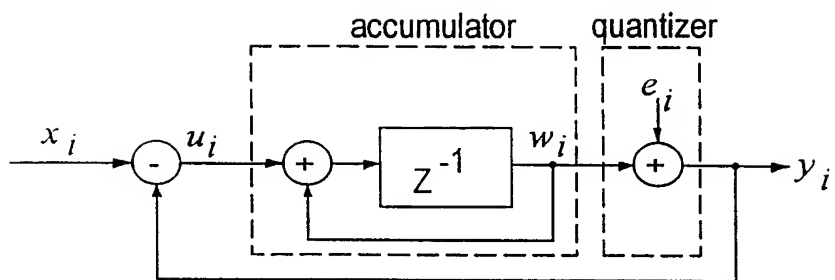 accumulator quantizer
e_i
x_i u_i w_i
- + Z^-1 + y_i